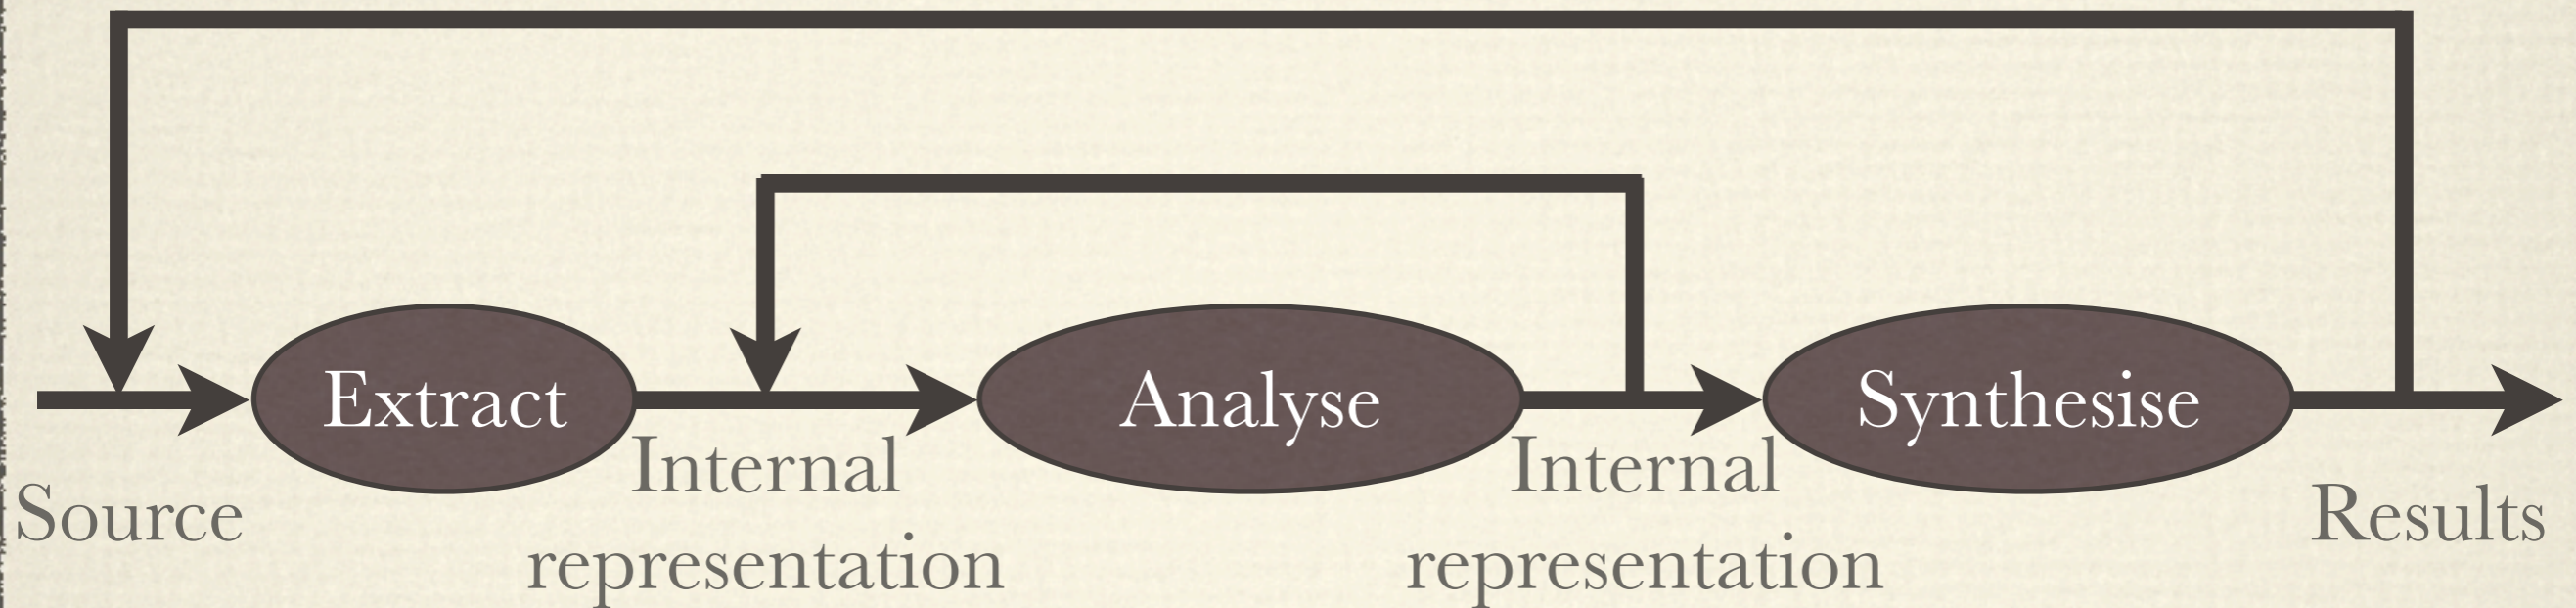 Extract
Analyse
Synthesise
Source
Internal
representation
Internal
representation
Results